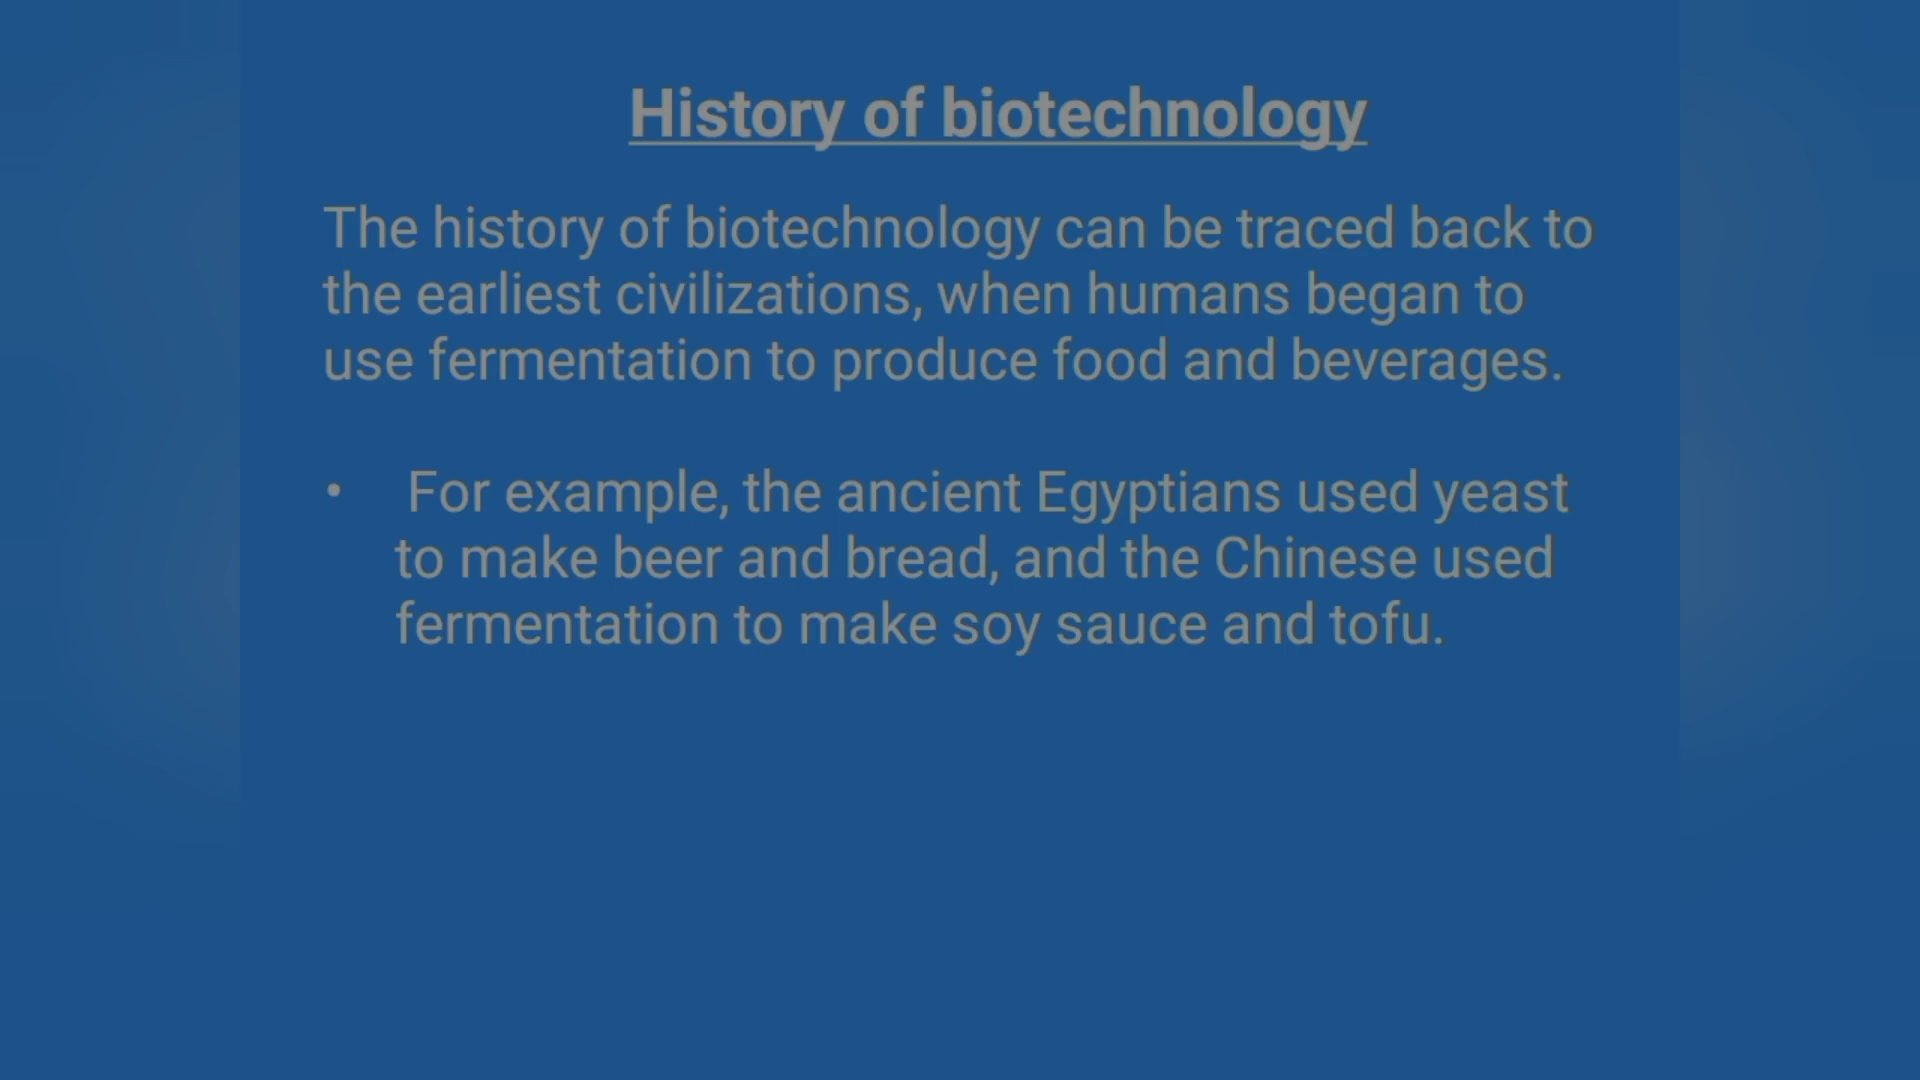 History of biotechnology
The history of biotechnology can be traced back to
the earliest civilizations, when humans began to
use fermentation to produce food and beverages.
• For example, the ancient Egyptians used yeast
to make beer and bread, and the Chinese used
fermentation to make soy sauce and tofu.